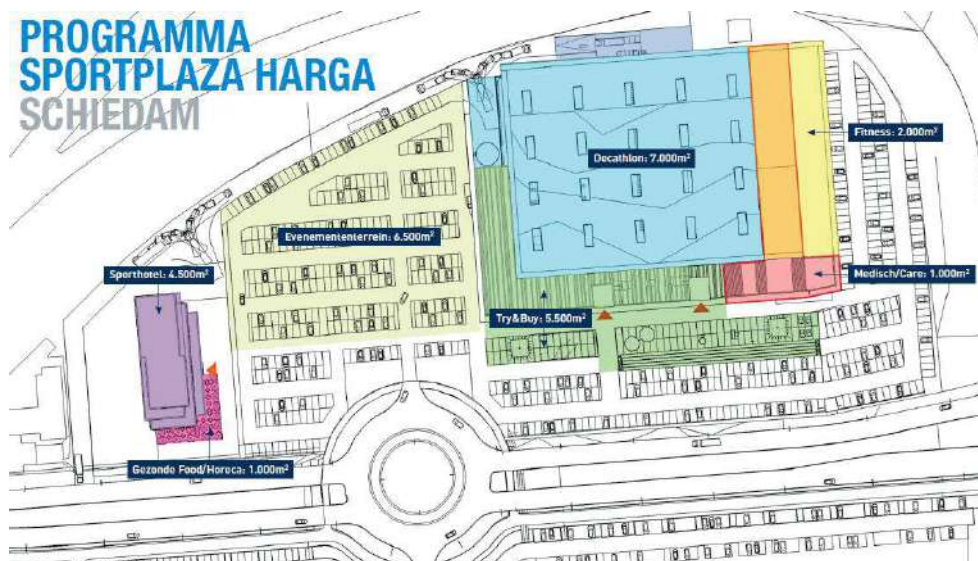 PROGRAMMA
SPORTPLAZA HARGA
SCHIEDAM
Fitness: 2.000m²
Decathlon: 7.000m²
Evenemententerrein: 6.500m²
Sporthotel: 4.500m²
Medisch/Care: 1.000m²
Try&Buy: 5.500m²
Gezonde Food/Horeca: 1.000m²